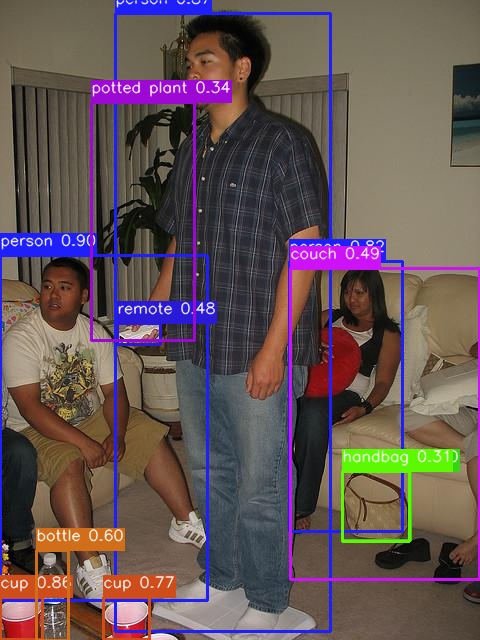 person 0.87
potted plant 0.34
person 0.90
person 0.82
couch 0.49
remote 0.48
handbag 0.31
bottle 0.60
cup 0.86
cup 0.77